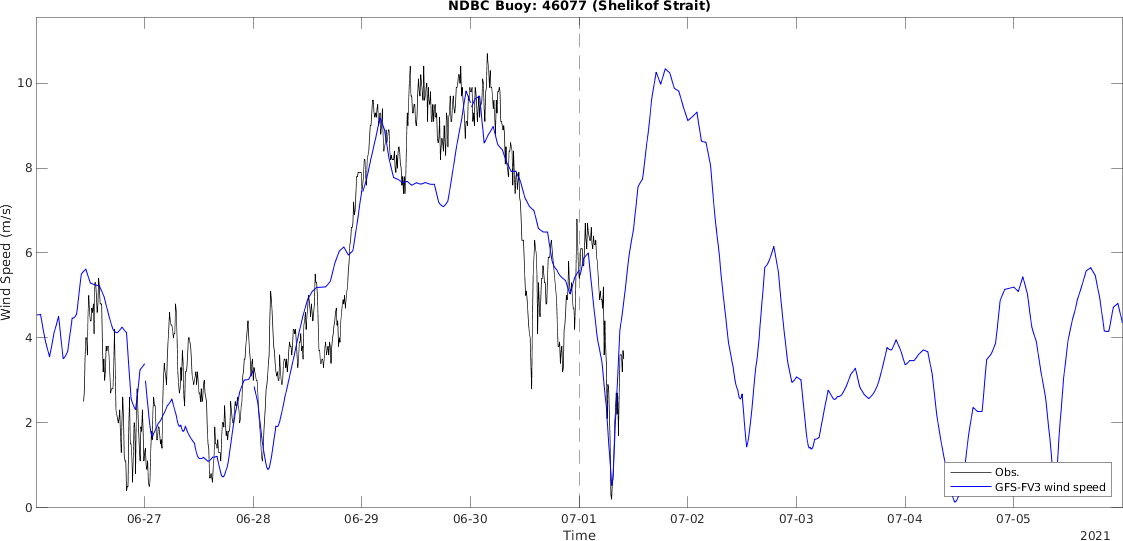 NDBC Buoy: 46077 (Shelikof Strait)
Wind Speed (m/s)
10
8
6
4
2
0
Obs.
GFS-FV3 wind speed
06-27 06-28 06-29 06-30 07-01 07-02 07-03 07-04 07-05
Time
2021